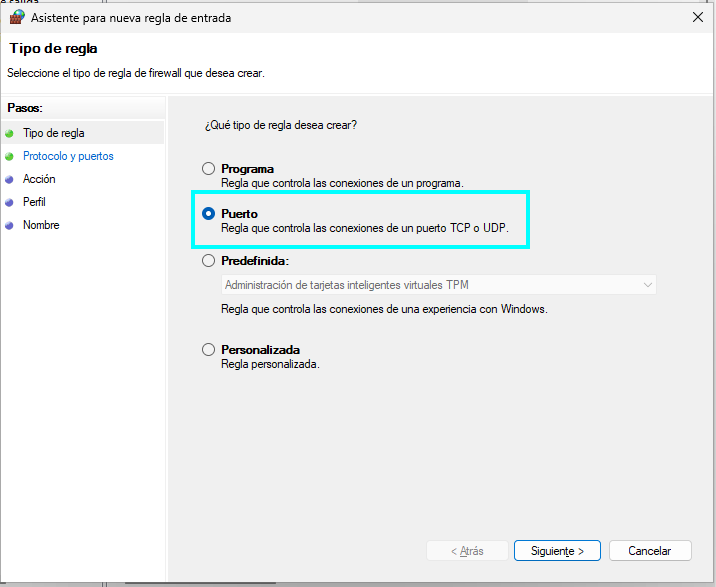 Asistente para nueva regla de entrada
Tipo de regla
Seleccione el tipo de regla de firewall que desea crear.
Pasos:
Tipo de regla
Protocolo y puertos
Acción
Perfil
Nombre
¿Qué tipo de regla desea crear?
Programa
Regla que controla las conexiones de un programa.
Puerto
Regla que controla las conexiones de un puerto TCP o UDP.
Predefinida:
Administración de tarjetas inteligentes virtuales TPM
Regla que controla las conexiones de una experiencia con Windows.
Personalizada
Regla personalizada.
< Atrás
Siguiente >
Cancelar